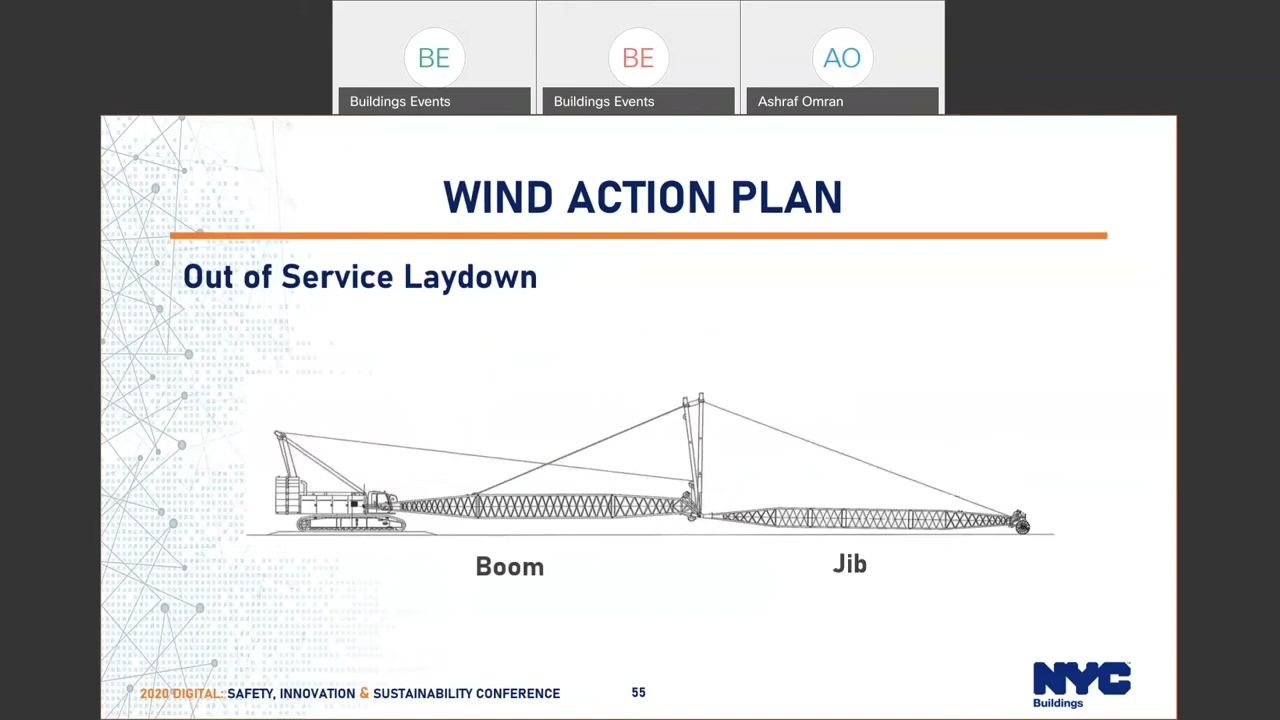 BE
BE
AO
Buildings Events
Buildings Events
Ashraf Omran
WIND ACTION PLAN
Out of Service Laydown
Boom
Jib
2020 DIGITAL: SAFETY, INNOVATION & SUSTAINABILITY CONFERENCE
55
NYC
Buildings